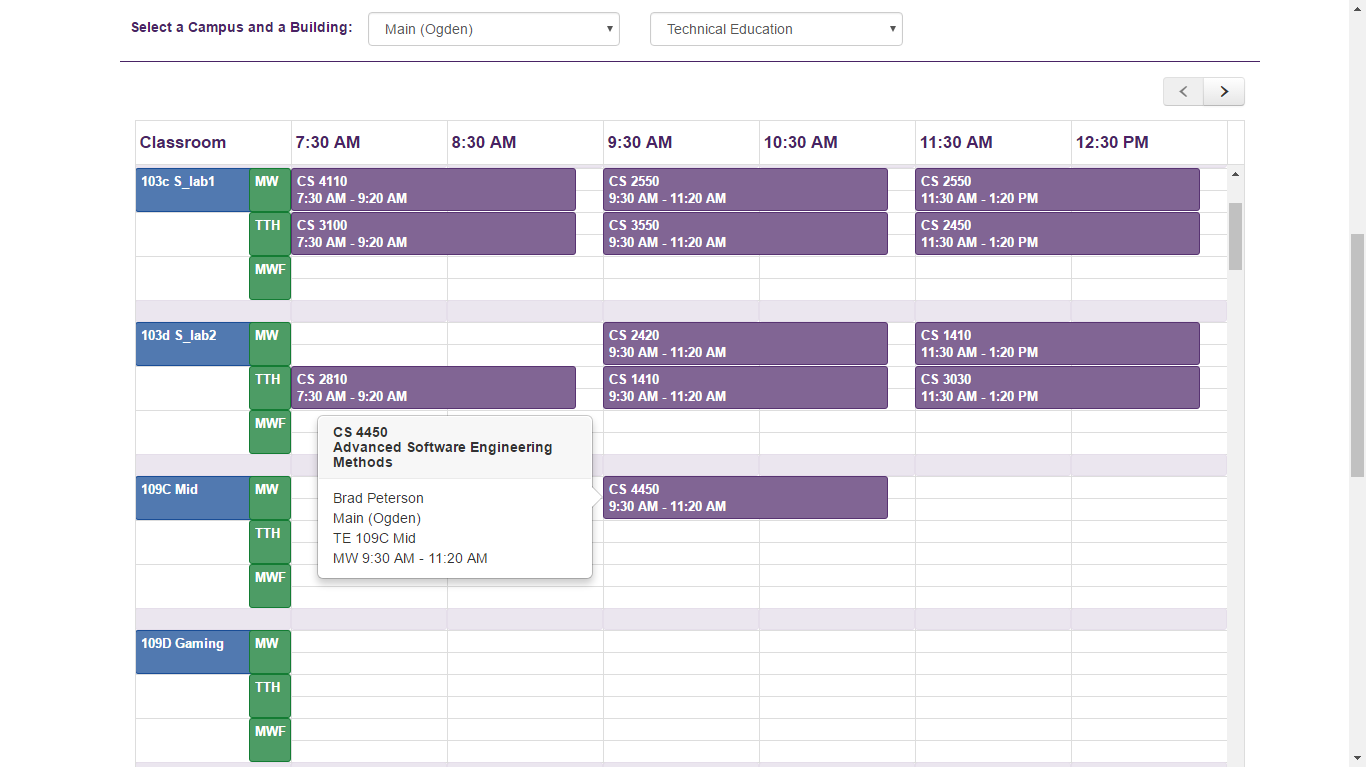 Select a Campus and a Building: Main (Ogden) Technical Education
Classroom 7:30 AM 8:30 AM 9:30 AM 10:30 AM 11:30 AM 12:30 PM
103c S_lab1 MW CS 4110 CS 2550 CS 2550
7:30 AM - 9:20 AM 9:30 AM - 11:20 AM 11:30 AM - 1:20 PM
TTH CS 3100 CS 3550 CS 2450
7:30 AM - 9:20 AM 9:30 AM - 11:20 AM 11:30 AM - 1:20 PM
MWF
103d S_lab2 MW CS 2420 CS 1410
9:30 AM - 11:20 AM 11:30 AM - 1:20 PM
TTH CS 2810 CS 1410 CS 3030
7:30 AM - 9:20 AM 9:30 AM - 11:20 AM 11:30 AM - 1:20 PM
MWF
CS 4450
Advanced Software Engineering
Methods
Brad Peterson
Main (Ogden)
TE 109C Mid
MW 9:30 AM - 11:20 AM
109C Mid MW CS 4450
9:30 AM - 11:20 AM
TTH
MWF
109D Gaming MW
TTH
MWF